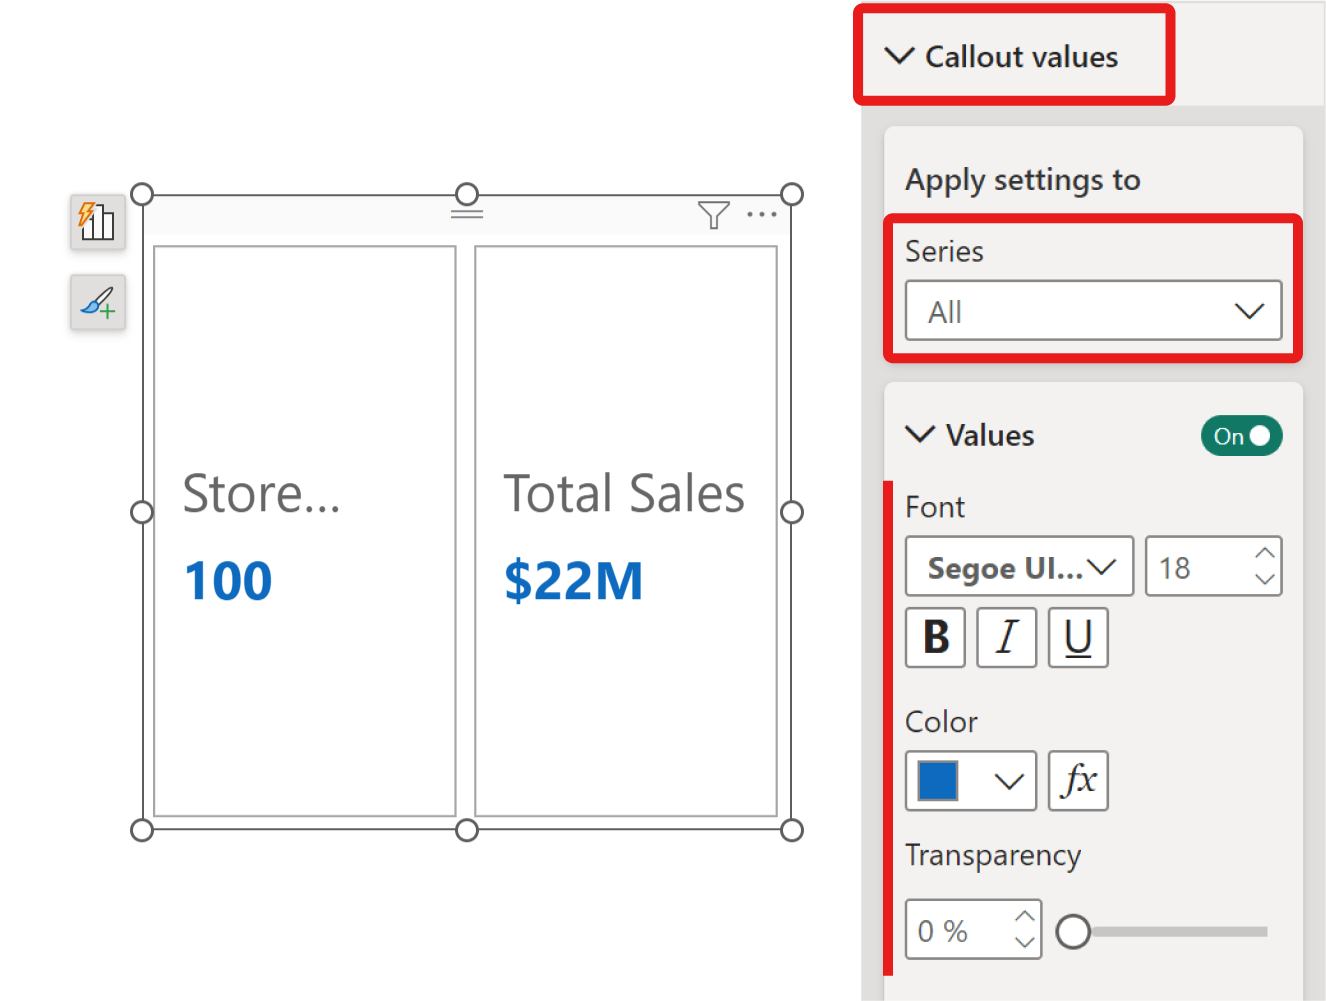 Callout values
Apply settings to
Series
All
Values
On
Font
Segoe UI...
18
B
I
U
Color
fx
Transparency
0 %
Store...
100
Total Sales
$22M